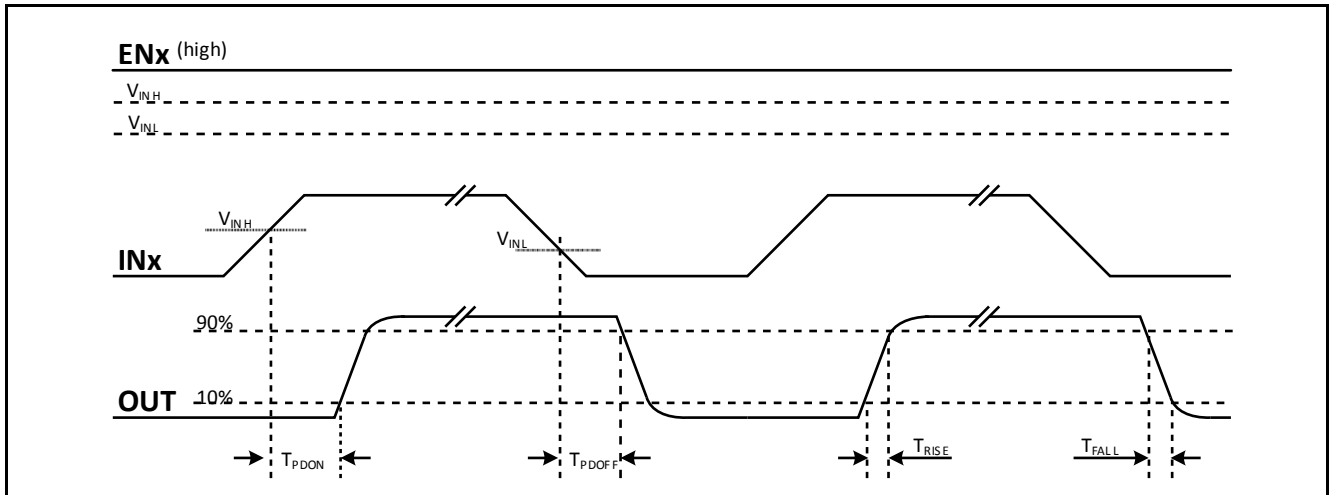 ENx (high)
VINH
VINL
VINH
VINL
INx
90%
10%
OUT
TPDON
TPDOFF
TRISE
TFALL